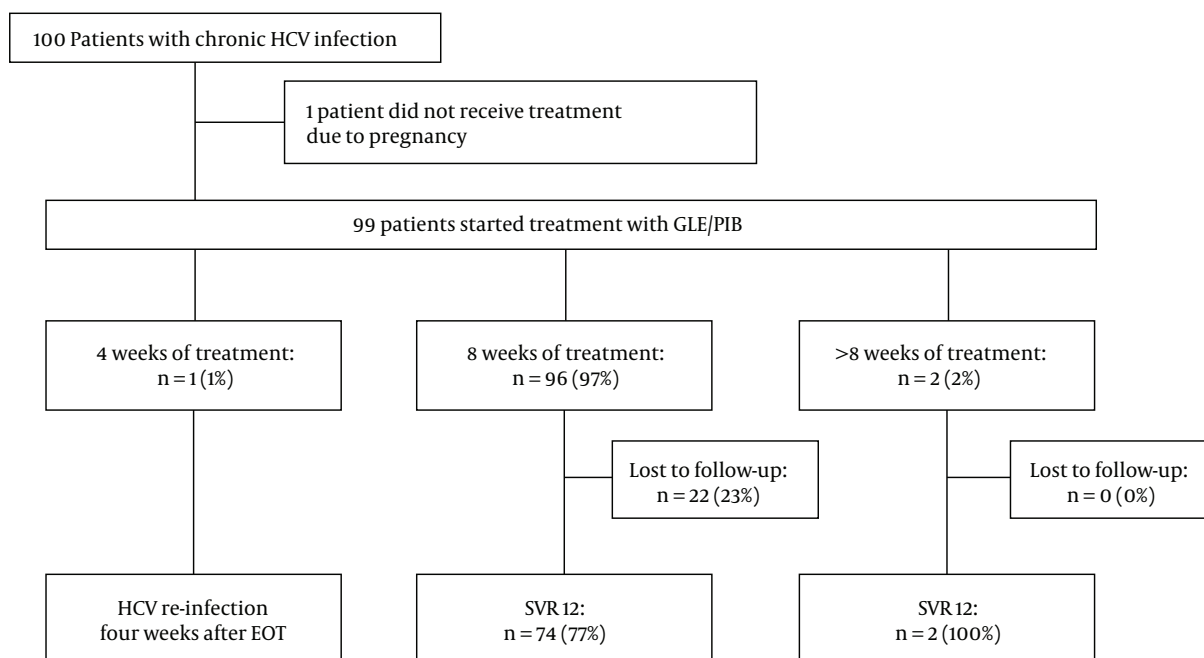 100 Patients with chronic HCV infection
1 patient did not receive treatment
due to pregnancy
99 patients started treatment with GLE/PIB
4 weeks of treatment:
n = 1 (1%)
8 weeks of treatment:
n = 96 (97%)
>8 weeks of treatment:
n = 2 (2%)
Lost to follow-up:
n = 22 (23%)
Lost to follow-up:
n = 0 (0%)
HCV re-infection
four weeks after EOT
SVR 12:
n = 74 (77%)
SVR 12:
n = 2 (100%)